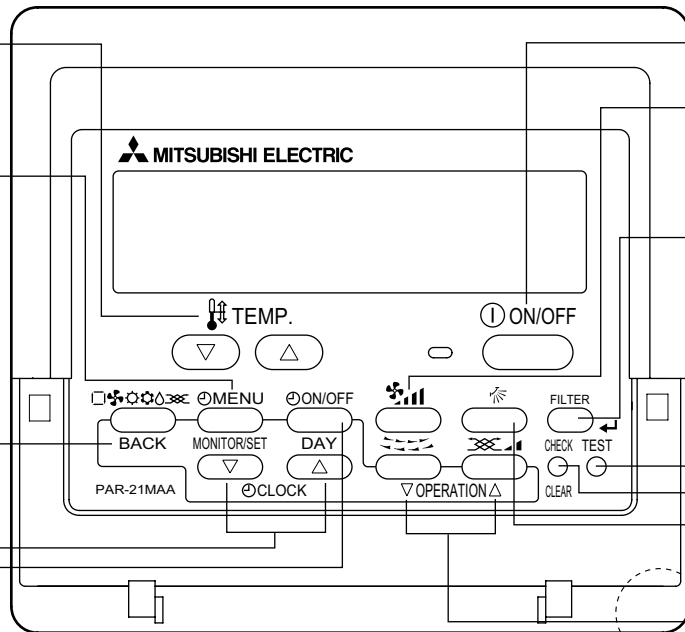 MITSUBISHI ELECTRIC
TEMP.
ON/OFF
MENU
ON/OFF
FILTER
BACK
MONITOR/SET
DAY
CHECK
TEST
PAR-21MAA
CLOCK
OPERATION
CLEAR